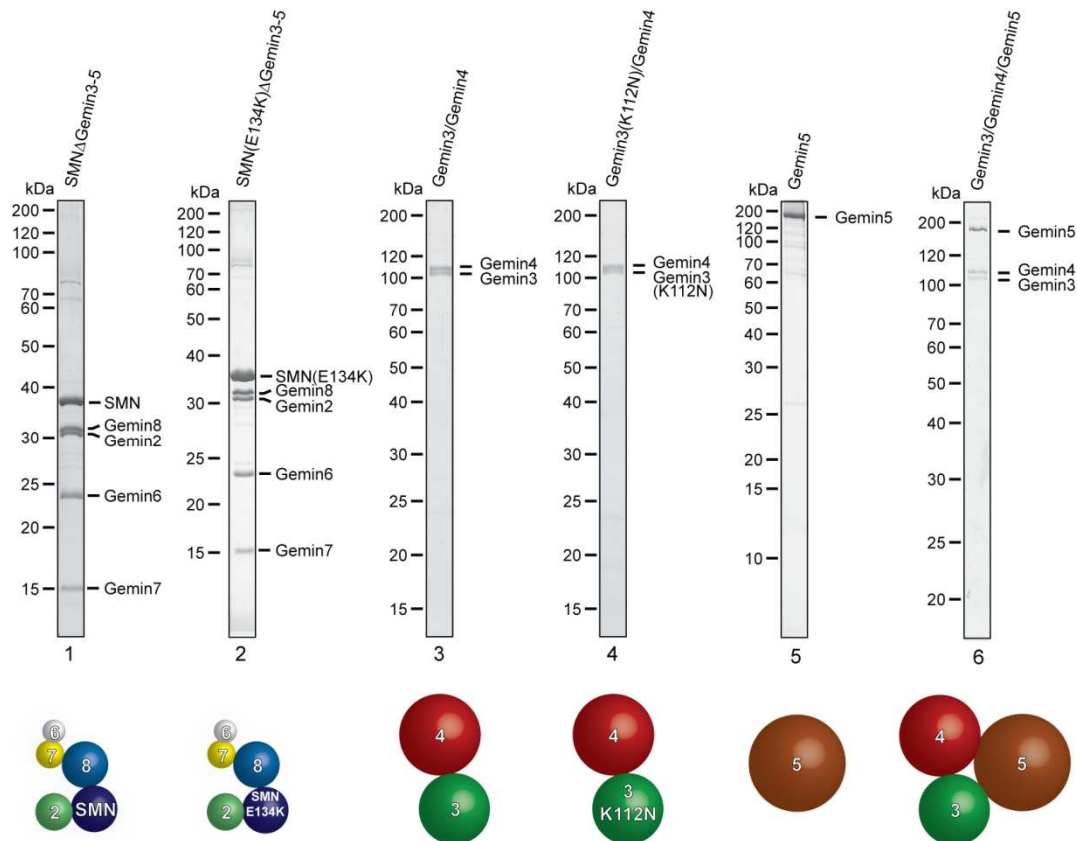 SMNΔGemin3-5
SMN(E134K)ΔGemin3-5
Gemin3/Gemin4
Gemin3(K112N)/Gemin4
Gemin5
Gemin3/Gemin4/Gemin5
kDa
200
120
100
70
60
50
40
30
25
20
15
SMN
Gemin8
Gemin2
Gemin6
Gemin7
1
kDa
200
120
100
70
60
50
40
30
25
20
15
SMN(E134K)
Gemin8
Gemin2
Gemin6
Gemin7
2
kDa
200
120
100
70
60
50
40
30
25
20
15
Gemin4
Gemin3
3
kDa
200
120
100
70
60
50
40
30
25
20
15
Gemin4
Gemin3
(K112N)
4
kDa
200
120
100
70
60
50
40
30
25
20
15
10
Gemin5
5
kDa
200
120
100
70
60
50
40
30
25
20
Gemin5
Gemin4
Gemin3
6
6
7
8
2
SMN
6
7
8
2
SMN
E134K
4
3
4
3
K112N
5
4
5
3